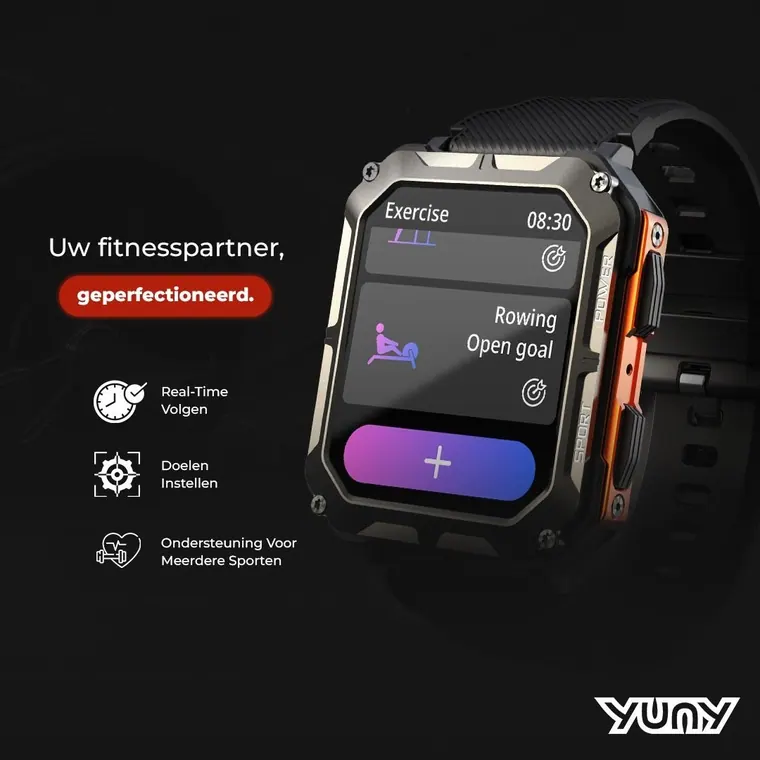 Uw fitnesspartner,
geperfectioneerd.
Real-Time
Volgen
Doelen
Instellen
Ondersteuning Voor
Meerdere Sporten
Exercise 08:30
Rowing
Open goal
POWER
SPORT
YUNY